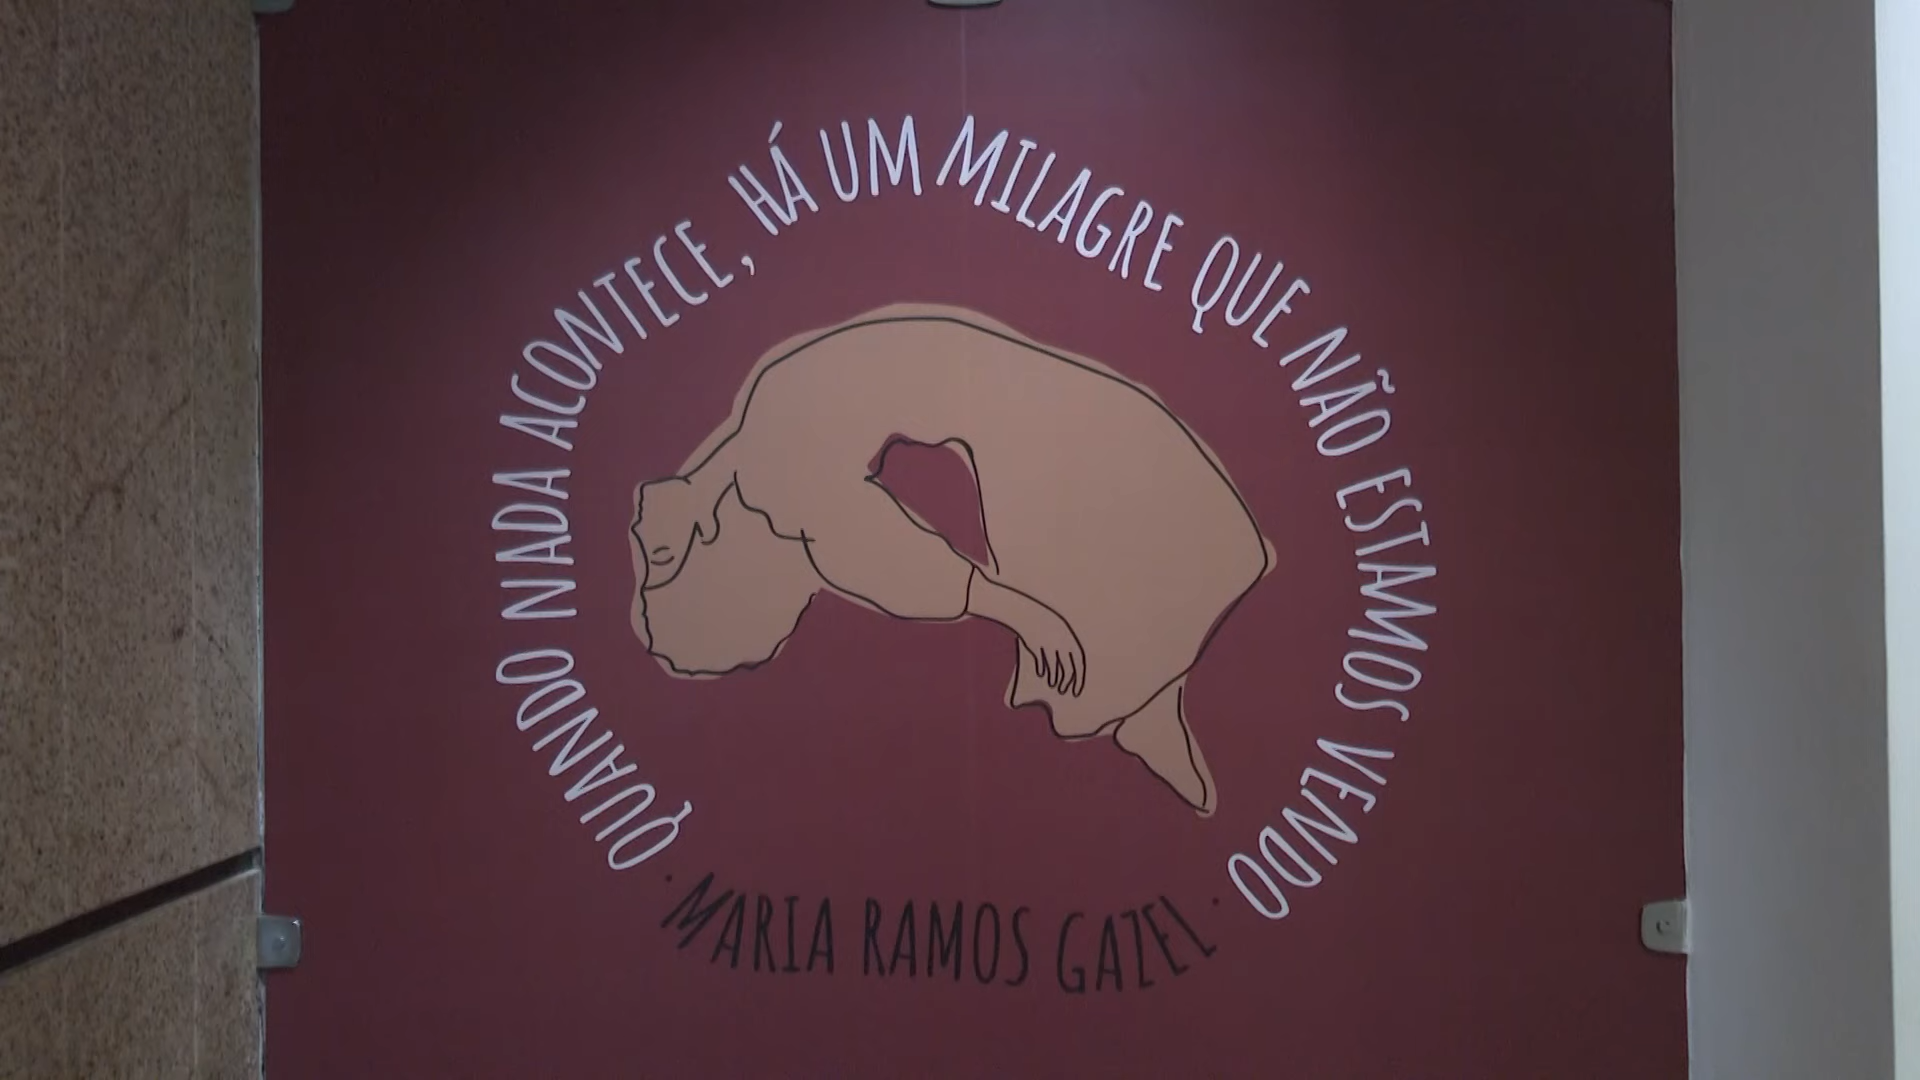 QUANDO NADA ACONTECE, HÁ UM MILAGRE QUE NÃO ESTAMOS VENDO
· MARIA RAMOS GAZEL ·